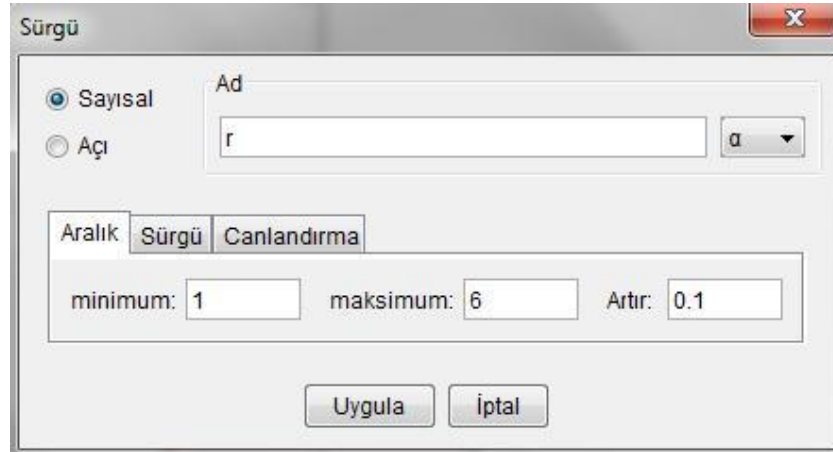 Sürgü
Sayısal
Açı
Ad
r
α
Aralık Sürgü Canlandırma
minimum: 1 maksimum: 6 Artır: 0.1
Uygula İptal